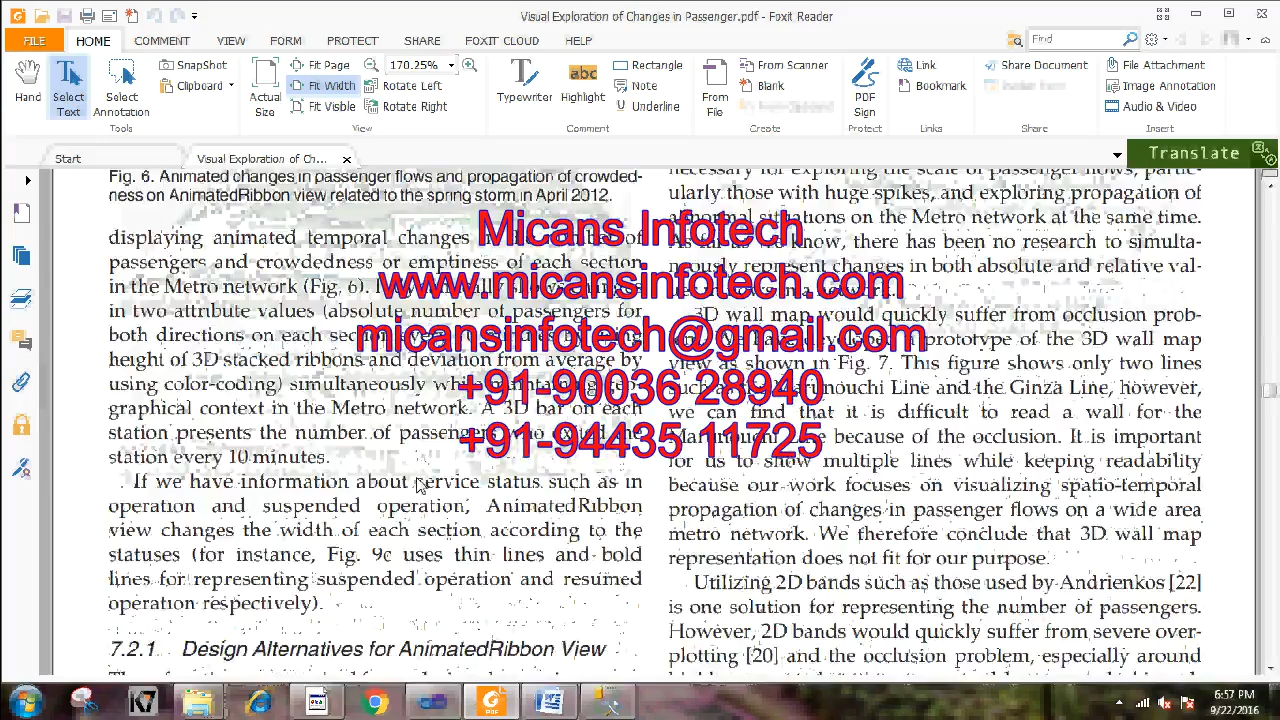 Visual Exploration of Changes in Passenger.pdf - Foxit Reader
FILE HOME COMMENT VIEW FORM PROTECT SHARE FOXIT CLOUD HELP
Find
Hand
Select Text
Select Annotation
SnapShot
Clipboard
Tools
Actual Size
Fit Page
Fit Width
Fit Visible
170.25%
Rotate Left
Rotate Right
View
Typewriter
Highlight
Rectangle
Note
Underline
Comment
From File
From Scanner
Blank
Create
PDF Sign
Protect
Link
Bookmark
Links
Share Document
Share
File Attachment
Image Annotation
Audio & Video
Insert
Start
Visual Exploration of Ch...
Translate
Fig. 6. Animated changes in passenger flows and propagation of crowded-
ness on AnimatedRibbon view related to the spring storm in April 2012.
displaying animated temporal changes of
passengers and crowdedness or emptiness of each section
in the Metro network (Fig. 6).
in two attribute values (absolute number of passengers for
both directions on each
height of 3D stacked ribbons and deviation from average by
using color-coding) simultaneously
graphical context in the Metro network. A 3D bar on each
station presents the number of passengers who exited the
station every 10 minutes.
If we have information about service status such as in
operation and suspended operation, AnimatedRibbon
view changes the width of each section according to the
statuses (for instance, Fig. 9c uses thin lines and bold
lines for representing suspended operation and resumed
operation respectively).
7.2.1 Design Alternatives for AnimatedRibbon View
necessary for exploring the scale of passenger flows, partic-
ularly those with huge spikes, and exploring propagation of
situations on the Metro network at the same time.
As far as we know, there has been no research to simulta-
neously represent changes in both absolute and relative val-
3D wall map would quickly suffer from occlusion prob-
prototype of the 3D wall map
view as shown in Fig. 7. This figure shows only two lines
Marunouchi Line and the Ginza Line, however,
we can find that it is difficult to read a wall for the
Marunouchi because of the occlusion. It is important
for us to show multiple lines while keeping readability
because our work focuses on visualizing spatio-temporal
propagation of changes in passenger flows on a wide area
metro network. We therefore conclude that 3D wall map
representation does not fit for our purpose.
Utilizing 2D bands such as those used by Andrienkos [22]
is one solution for representing the number of passengers.
However, 2D bands would quickly suffer from severe over-
plotting [20] and the occlusion problem, especially around
Micans Infotech
www.micansinfotech.com
micansinfotech@gmail.com
+91-90036 28940
+91-94435 11725
6:57 PM
9/22/2016